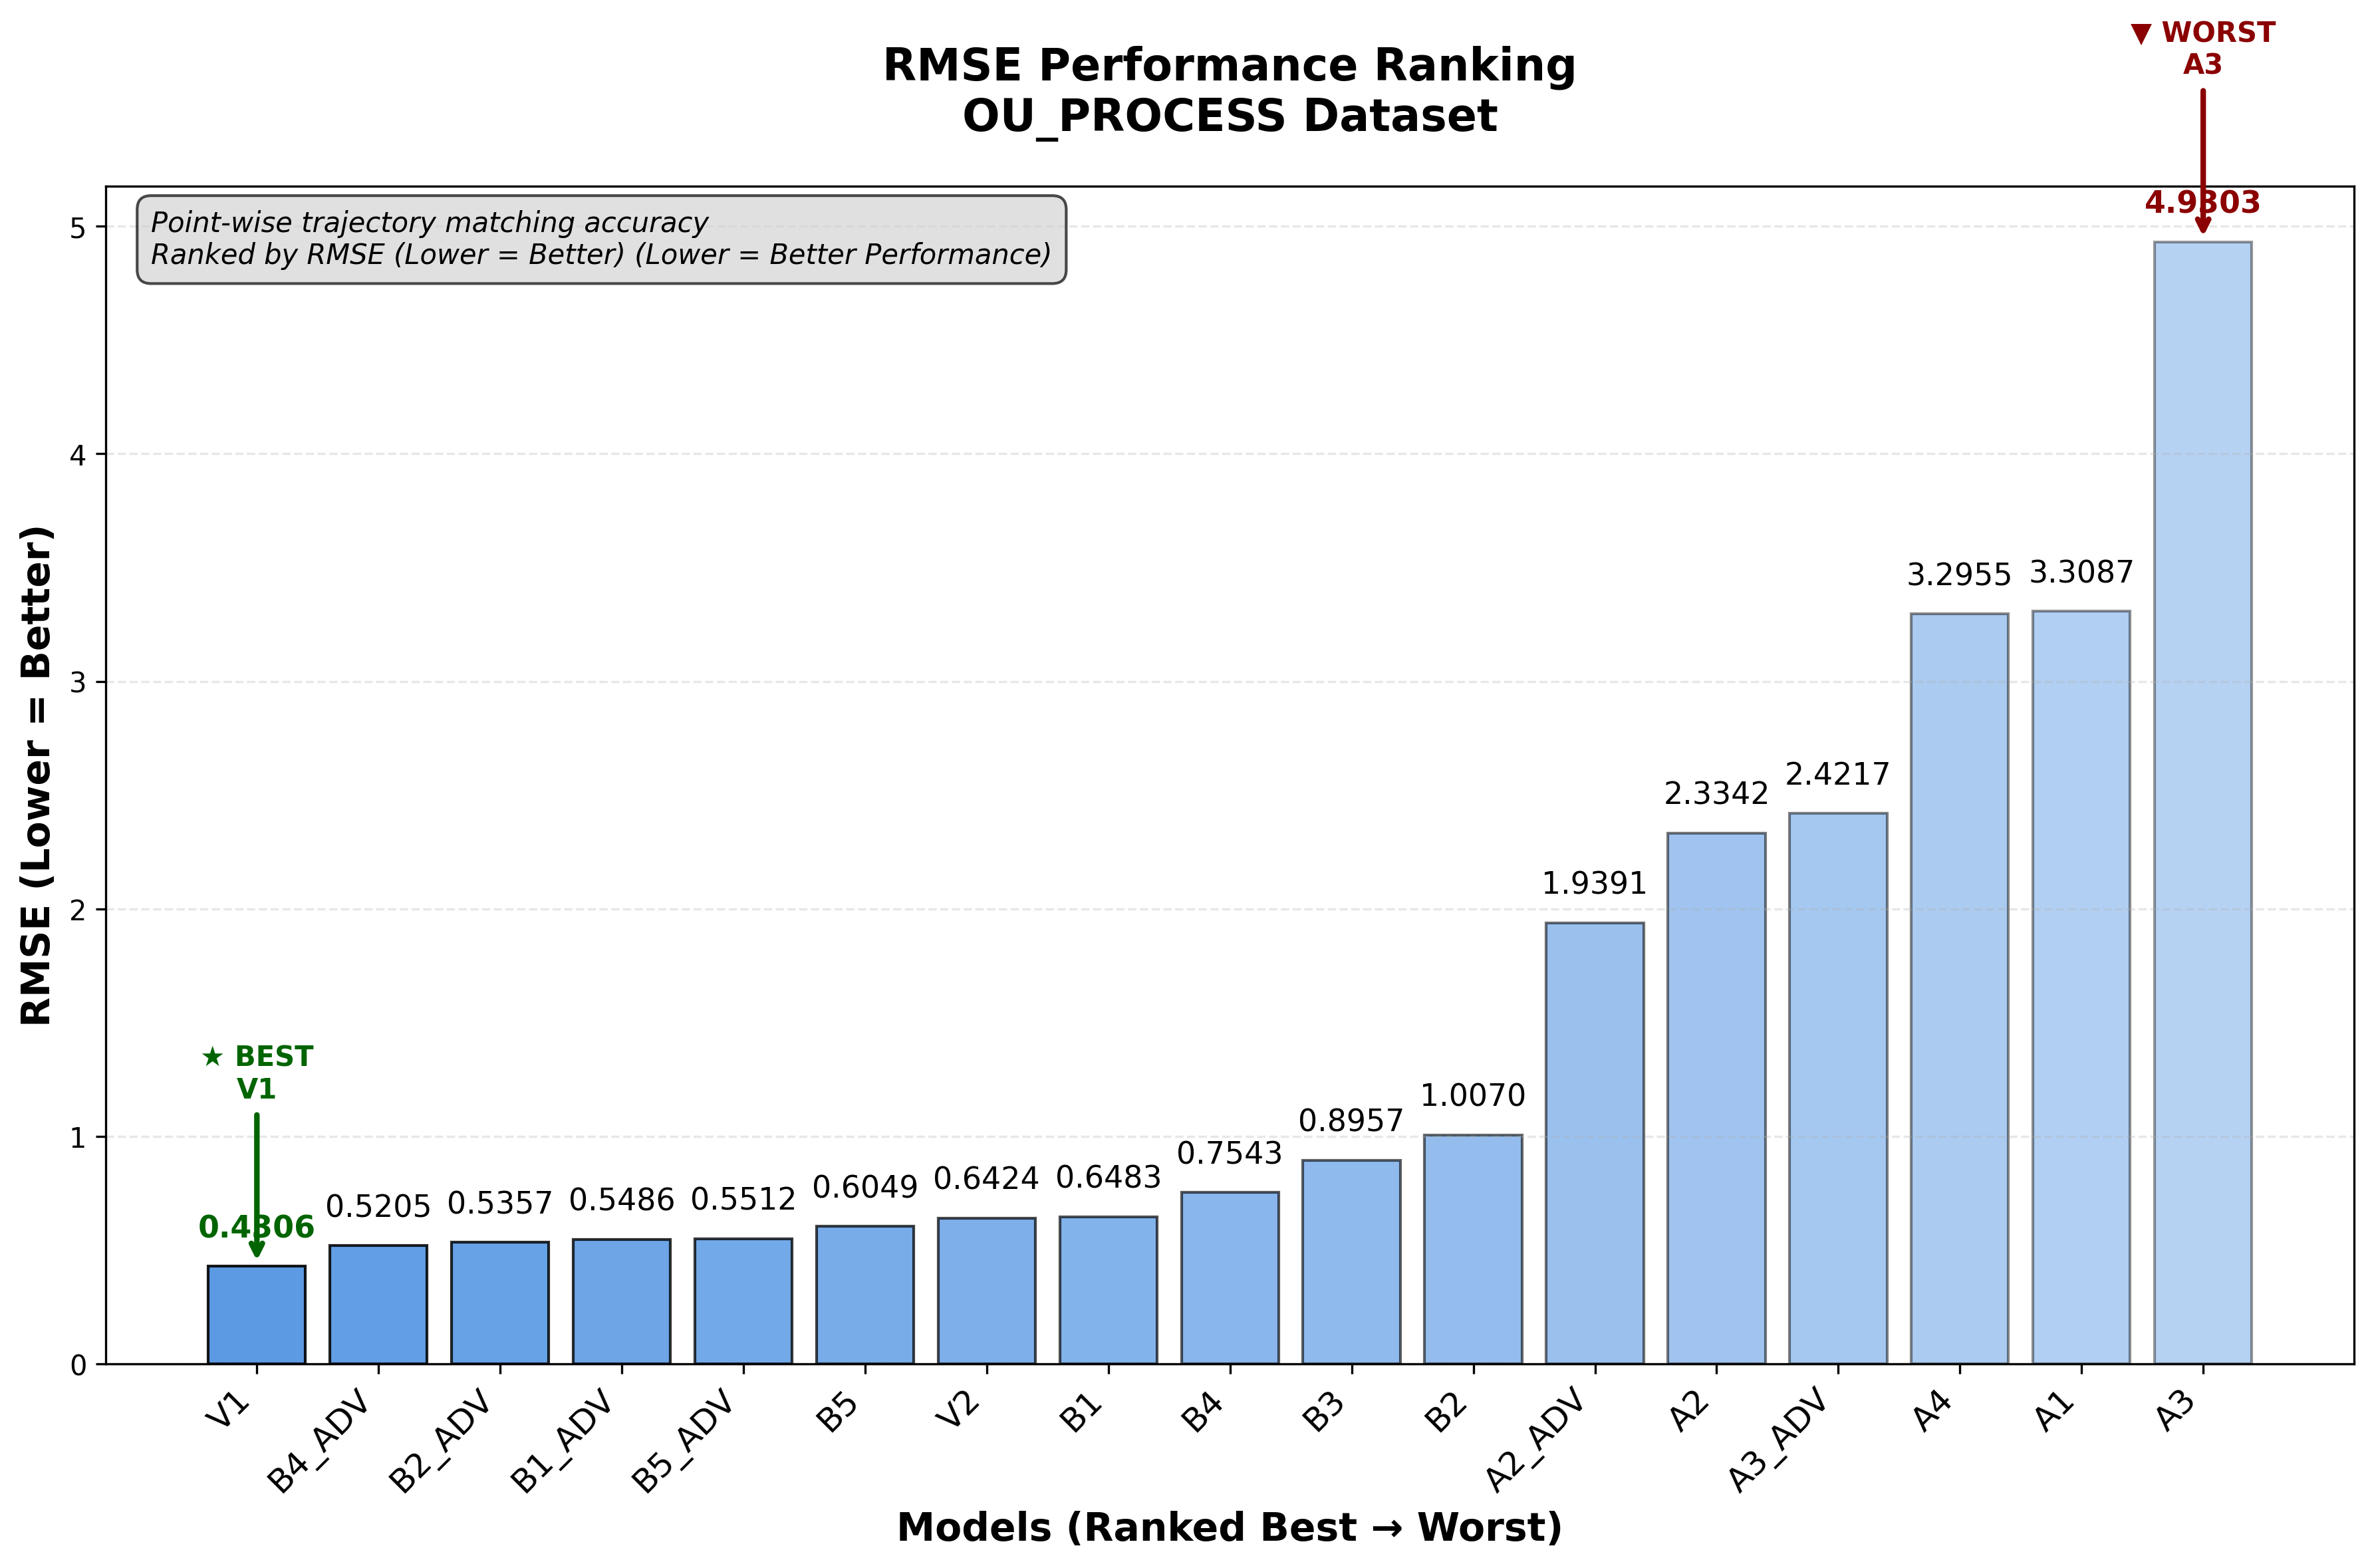 ▼ WORST
A3
RMSE Performance Ranking
OU_PROCESS Dataset
Point-wise trajectory matching accuracy
Ranked by RMSE (Lower = Better) (Lower = Better Performance)
RMSE (Lower = Better)
5
4
3
2
1
0
★ BEST
V1
0.4306
0.5205
0.5357
0.5486
0.5512
0.6049
0.6424
0.6483
0.7543
0.8957
1.0070
1.9391
2.3342
2.4217
3.2955
3.3087
4.9303
V1
B4_ADV
B2_ADV
B1_ADV
B5_ADV
B5
V2
B1
B4
B3
B2
A2_ADV
A2
A3_ADV
A4
A1
A3
Models (Ranked Best → Worst)